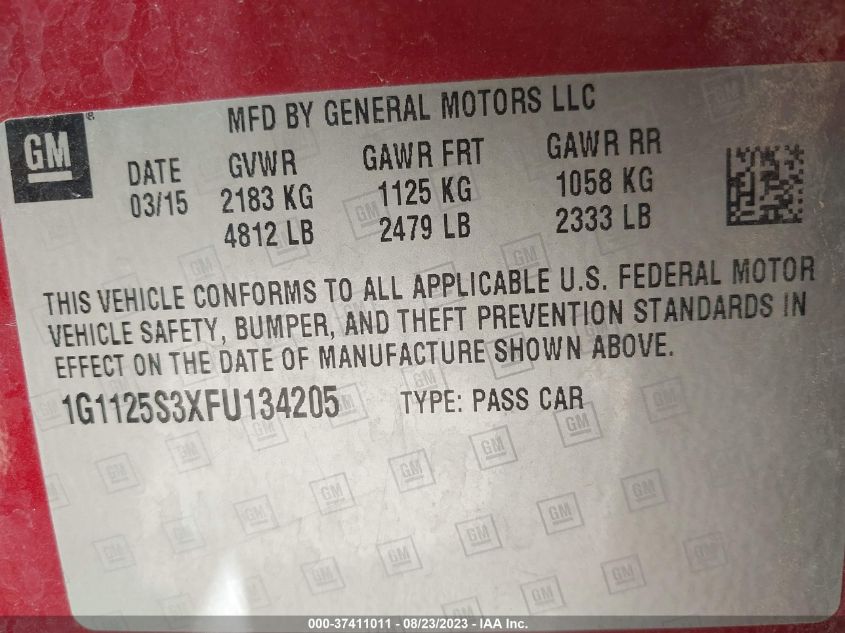 MFD BY GENERAL MOTORS LLC
GM ®
DATE GVWR GAWR FRT GAWR RR
03/15 2183 KG 1125 KG 1058 KG
4812 LB 2479 LB 2333 LB
THIS VEHICLE CONFORMS TO ALL APPLICABLE U.S. FEDERAL MOTOR
VEHICLE SAFETY, BUMPER, AND THEFT PREVENTION STANDARDS IN
EFFECT ON THE DATE OF MANUFACTURE SHOWN ABOVE.
1G1125S3XFU134205 TYPE: PASS CAR
000-37411011 - 08/23/2023 - IAA Inc.